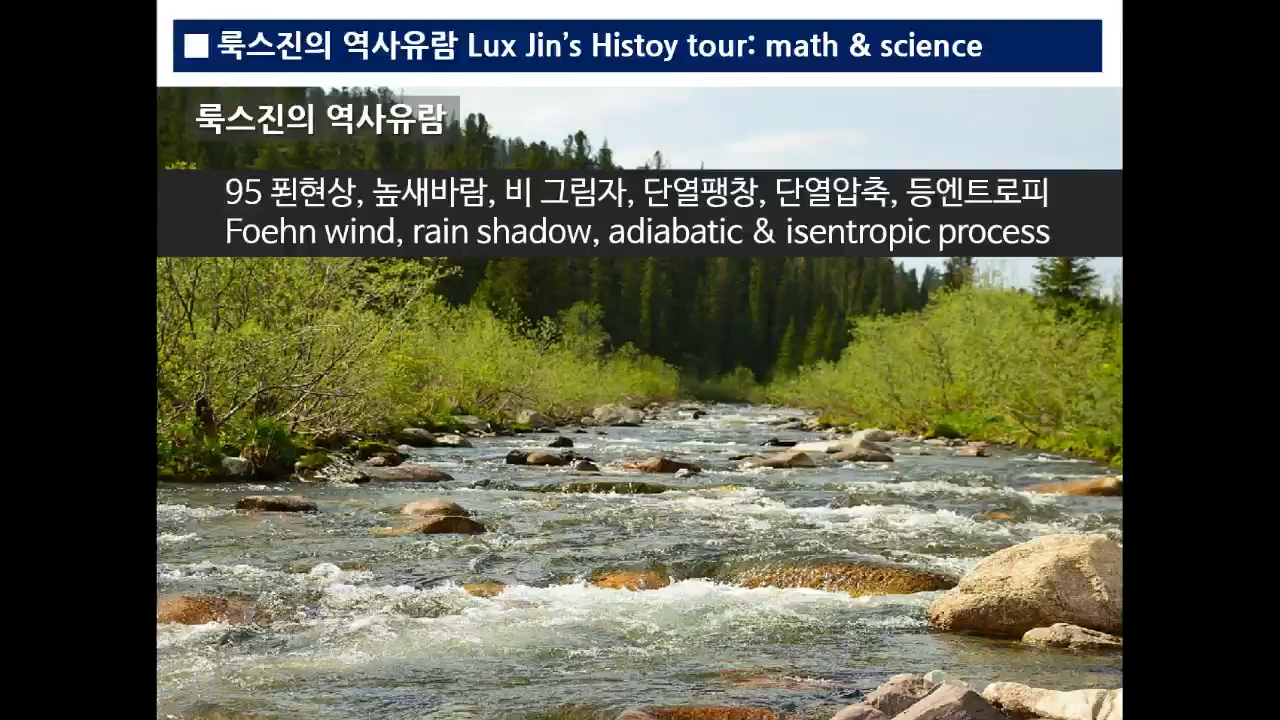 ■ 룩스진의 역사유람 Lux Jin's Histoy tour: math & science
룩스진의 역사유람
95 푄현상, 높새바람, 비 그림자, 단열팽창, 단열압축, 등엔트로피
Foehn wind, rain shadow, adiabatic & isentropic process